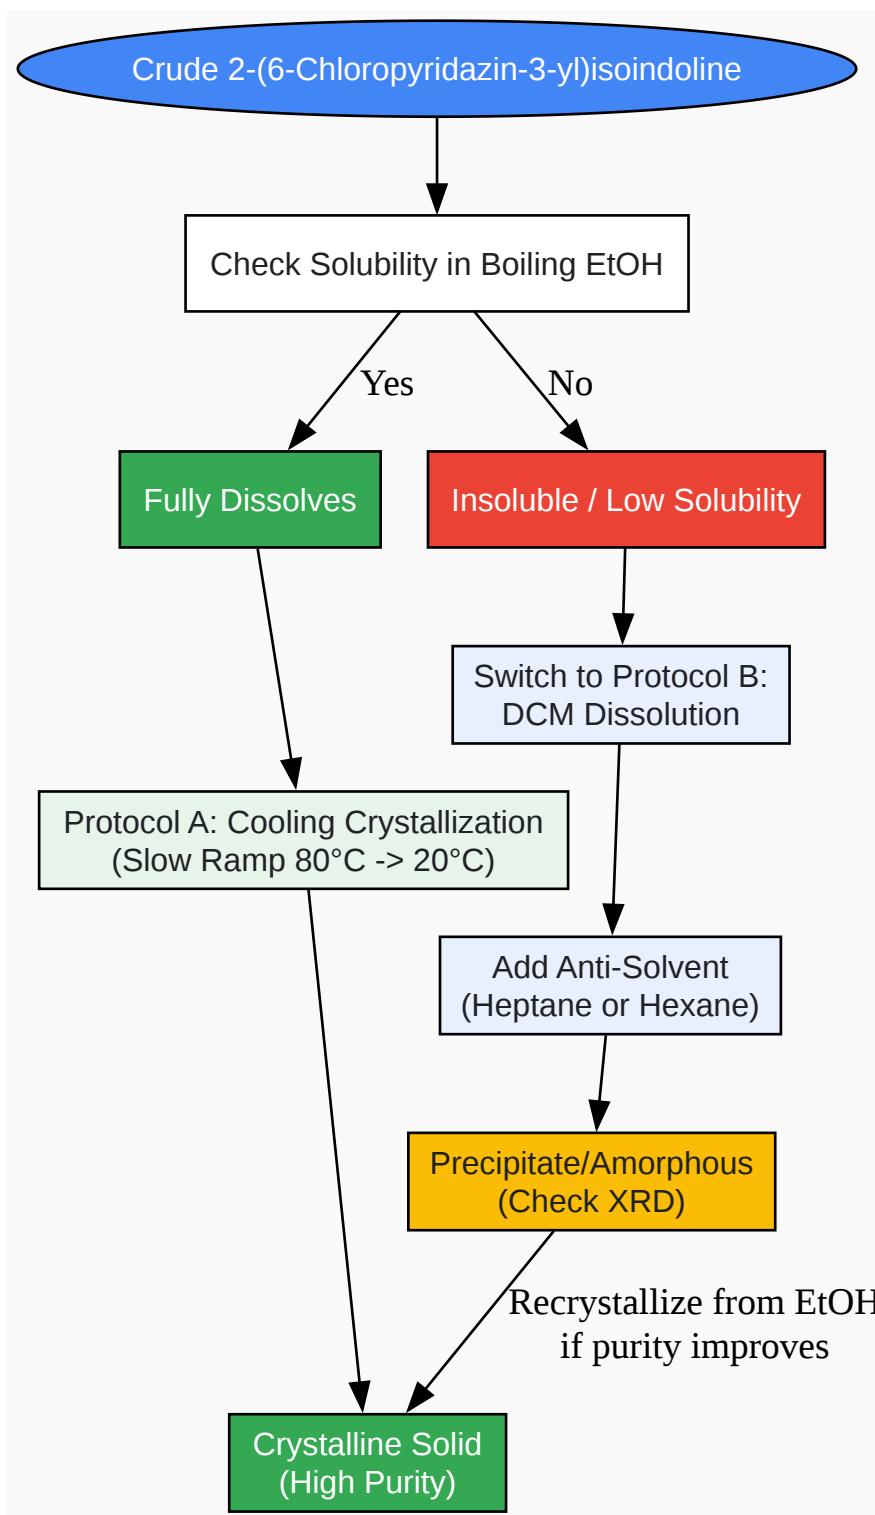 Crude 2-(6-Chloropyridazin-3-yl)isoindoline
Check Solubility in Boiling EtOH
Yes
No
Fully Dissolves
Insoluble / Low Solubility
Switch to Protocol B:
DCM Dissolution
Protocol A: Cooling Crystallization
(Slow Ramp 80°C -> 20°C)
Add Anti-Solvent
(Heptane or Hexane)
Precipitate/Amorphous
(Check XRD)
Recrystallize from EtOH
if purity improves
Crystalline Solid
(High Purity)